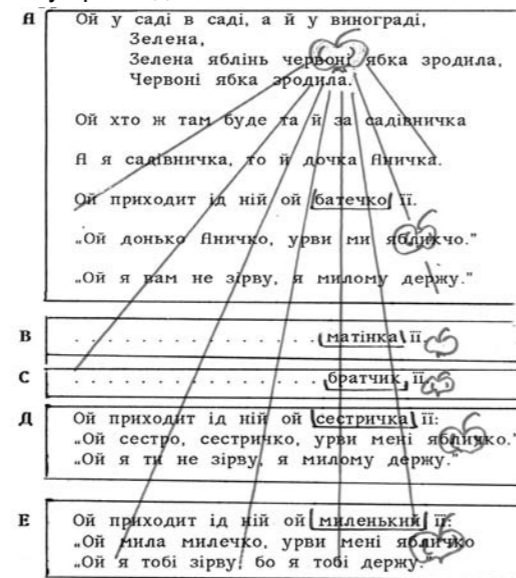 А
Ой у саді в саді, а й у винограді,
Зелена,
Зелена яблінь червоні ябка зродила,
Червоні ябка зродила.
Ой хто ж там буде та й за садівничка
А я садівничка, то й дочка Аничка.
Ой приходит ід ній ой батечко її.
„Ой донько Аничко, урви ми ябличко."
„Ой я вам не зірву, я милому держу."
В . . . . . . . . . . . . . . . . . матінка її
С . . . . . . . . . . . . . . . . . братчик її
Д Ой приходит ід ній ой сестричка її:
„Ой сестро, сестричко, урви мені ябличко."
„Ой я ти не зірву, я милому держу."
Е Ой приходит ід ній ой миленький її:
„Ой мила милечко, урви мені ябличко
„Ой я тобі зірву, бо я тобі держу.